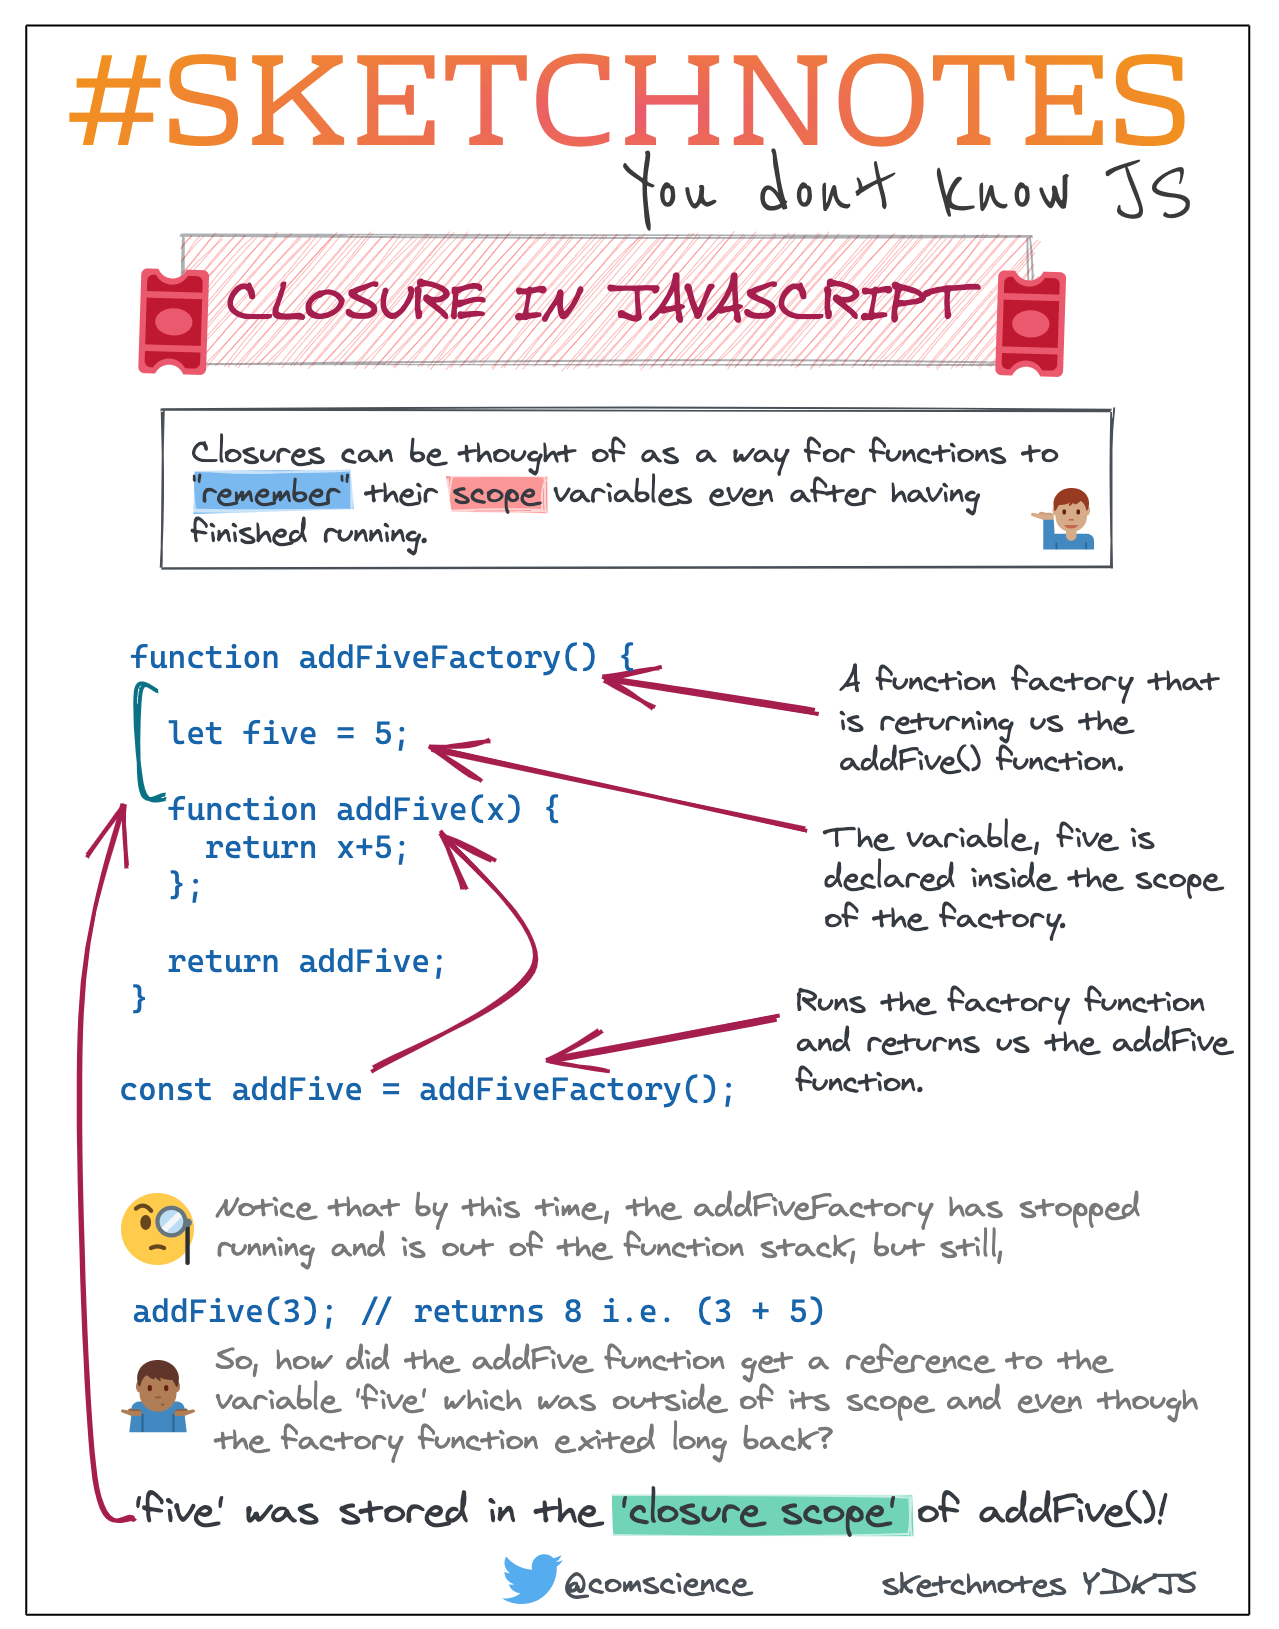 #SKETCHNOTES
You dont know JS
CLOSURE IN JAVASCRIPT
Closures can be thought of as a way for functions to
"remember" their scope variables even after having
finished running.
function addFiveFactory() {
A function factory that
is returning us the
addFive() function.
let five = 5;
function addFive(x) {
return x+5;
};
The variable, five is
declared inside the scope
of the factory.
return addFive;
}
Runs the factory function
and returns us the addFive
function.
const addFive = addFiveFactory();
Notice that by this time, the addFiveFactory has stopped
running and is out of the function stack, but still,
addFive(3); // returns 8 i.e. (3 + 5)
So, how did the addFive function get a reference to the
variable 'five' which was outside of its scope and even though
the factory function exited long back?
'five' was stored in the 'closure scope' of addFive()!
@comscience
sketchnotes YDKJS